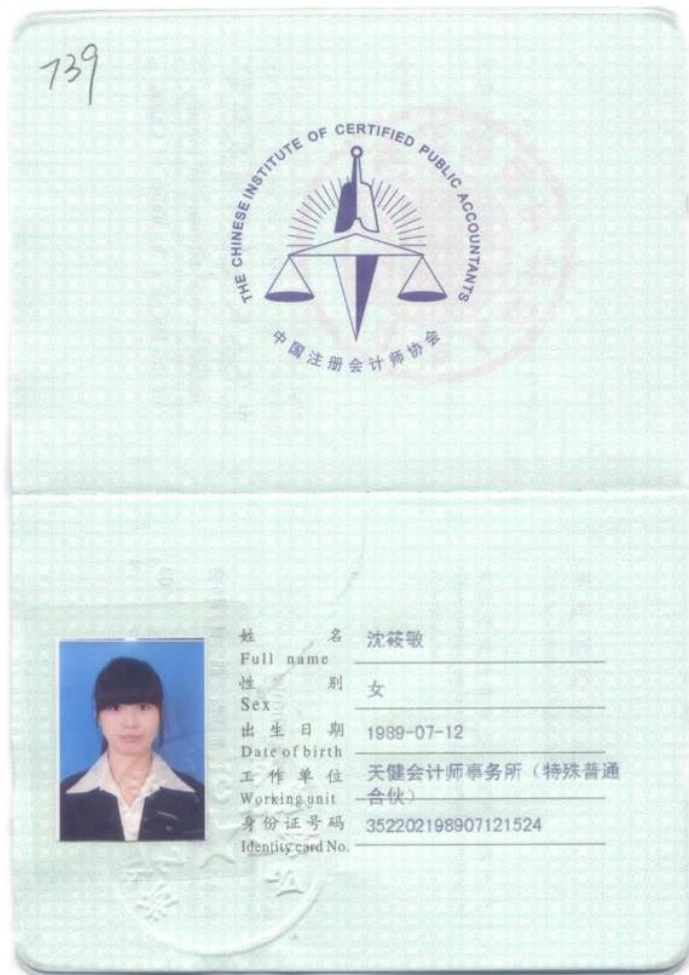 739
THE CHINESE INSTITUTE OF CERTIFIED PUBLIC ACCOUNTANTS
中国注册会计师协会
姓 名 沈筱敏
Full name
性 别 女
Sex
出生日期 1989-07-12
Date of birth
工作单位 天健会计师事务所（特殊普通
Working unit 合伙）
身份证号码 352202198907121524
Identity card No.